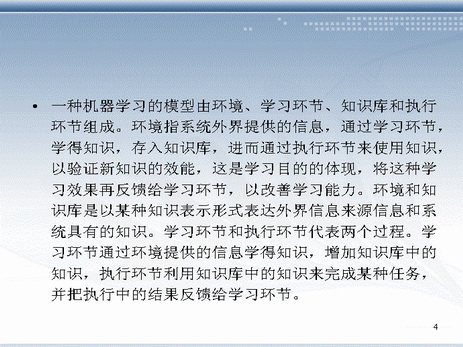 • 一种机器学习的模型由环境、学习环节、知识库和执行
环节组成。环境指系统外界提供的信息，通过学习环节，
学得知识，存入知识库，进而通过执行环节来使用知识，
以验证新知识的效能，这是学习目的的体现，将这种学
习效果再反馈给学习环节，以改善学习能力。环境和知
识库是以某种知识表示形式表达外界信息来源信息和系
统具有的知识。学习环节和执行环节代表两个过程。学
习环节通过环境提供的信息学得知识，增加知识库中的
知识，执行环节利用知识库中的知识来完成某种任务，
并把执行中的结果反馈给学习环节。
4